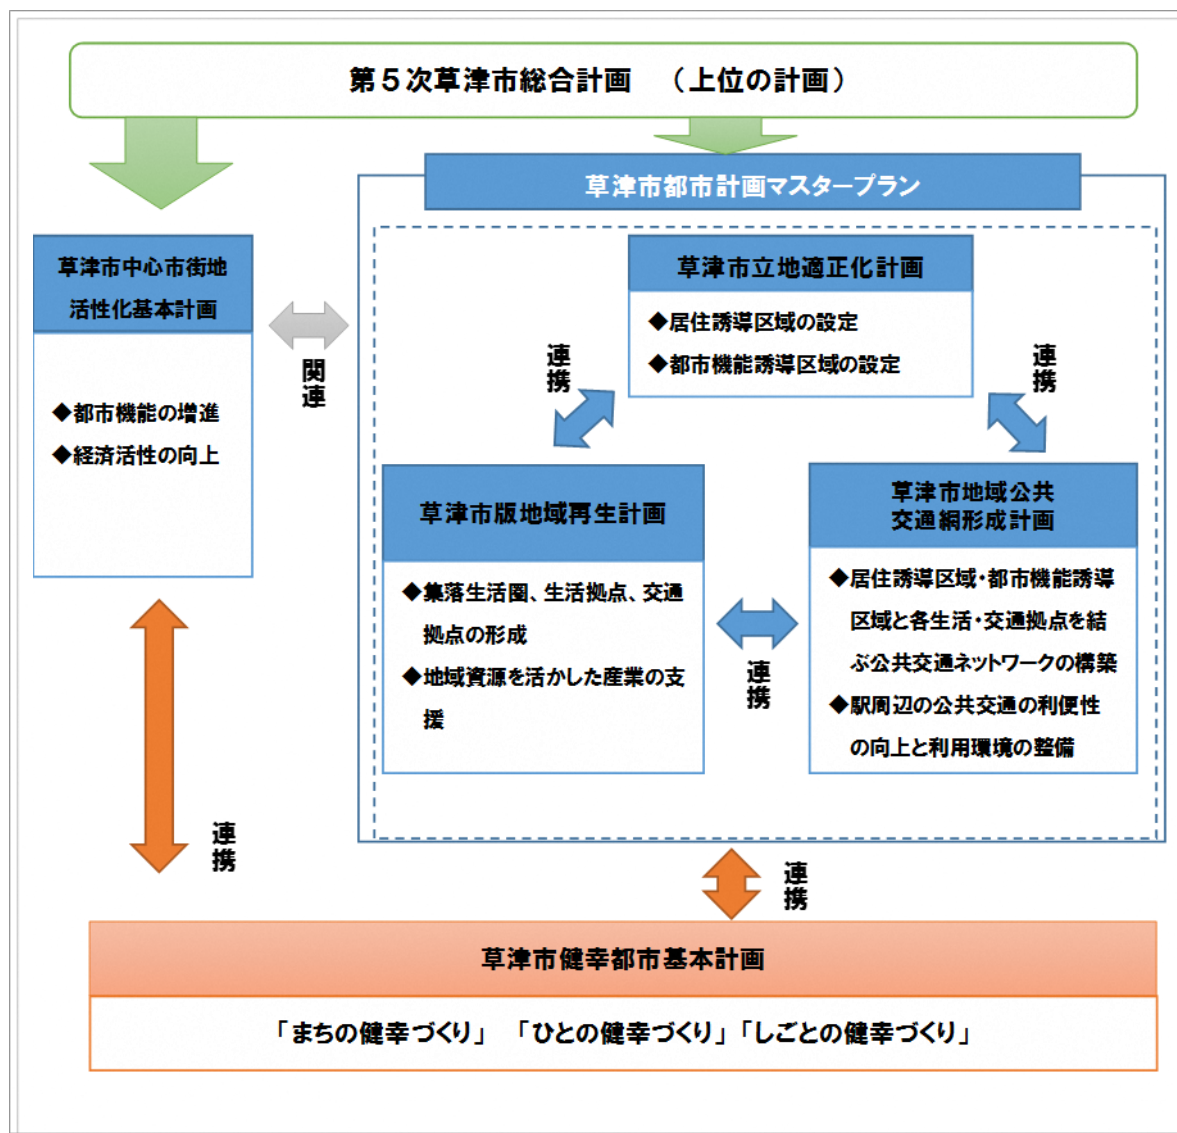 第5次草津市総合計画　（上位の計画）
草津市都市計画マスタープラン
草津市中心市街地
活性化基本計画
◆都市機能の増進
◆経済活性の向上
関連
草津市立地適正化計画
◆居住誘導区域の設定
◆都市機能誘導区域の設定
連携
連携
草津市版地域再生計画
◆集落生活圏、生活拠点、交通
拠点の形成
◆地域資源を活かした産業の支
援
連携
草津市地域公共
交通網形成計画
◆居住誘導区域・都市機能誘導
区域と各生活・交通拠点を結
ぶ公共交通ネットワークの構築
◆駅周辺の公共交通の利便性
の向上と利用環境の整備
連携
連携
草津市健幸都市基本計画
「まちの健幸づくり」　「ひとの健幸づくり」「しごとの健幸づくり」